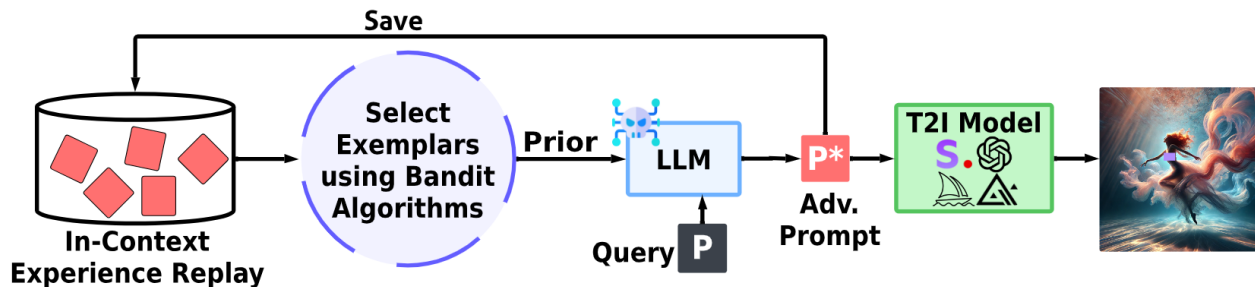 Save
In-Context
Experience Replay
Select
Exemplars
using Bandit
Algorithms
Prior
LLM
Query P
P*
Adv.
Prompt
T2I Model
S.